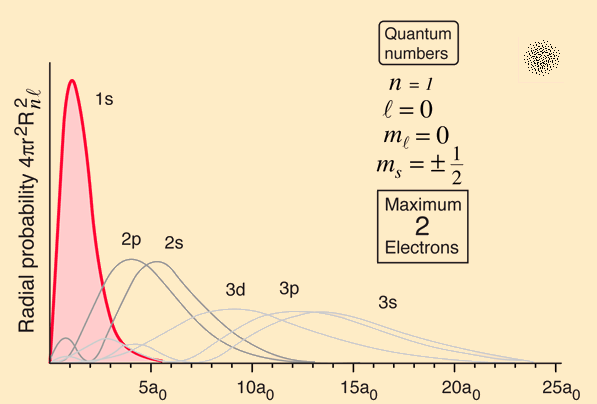 Quantum
numbers
n = 1
ℓ = 0
mℓ = 0
ms = ± 1/2
Maximum
2
Electrons
Radial probability 4πr²R²nℓ
1s
2p
2s
3d
3p
3s
5a₀
10a₀
15a₀
20a₀
25a₀